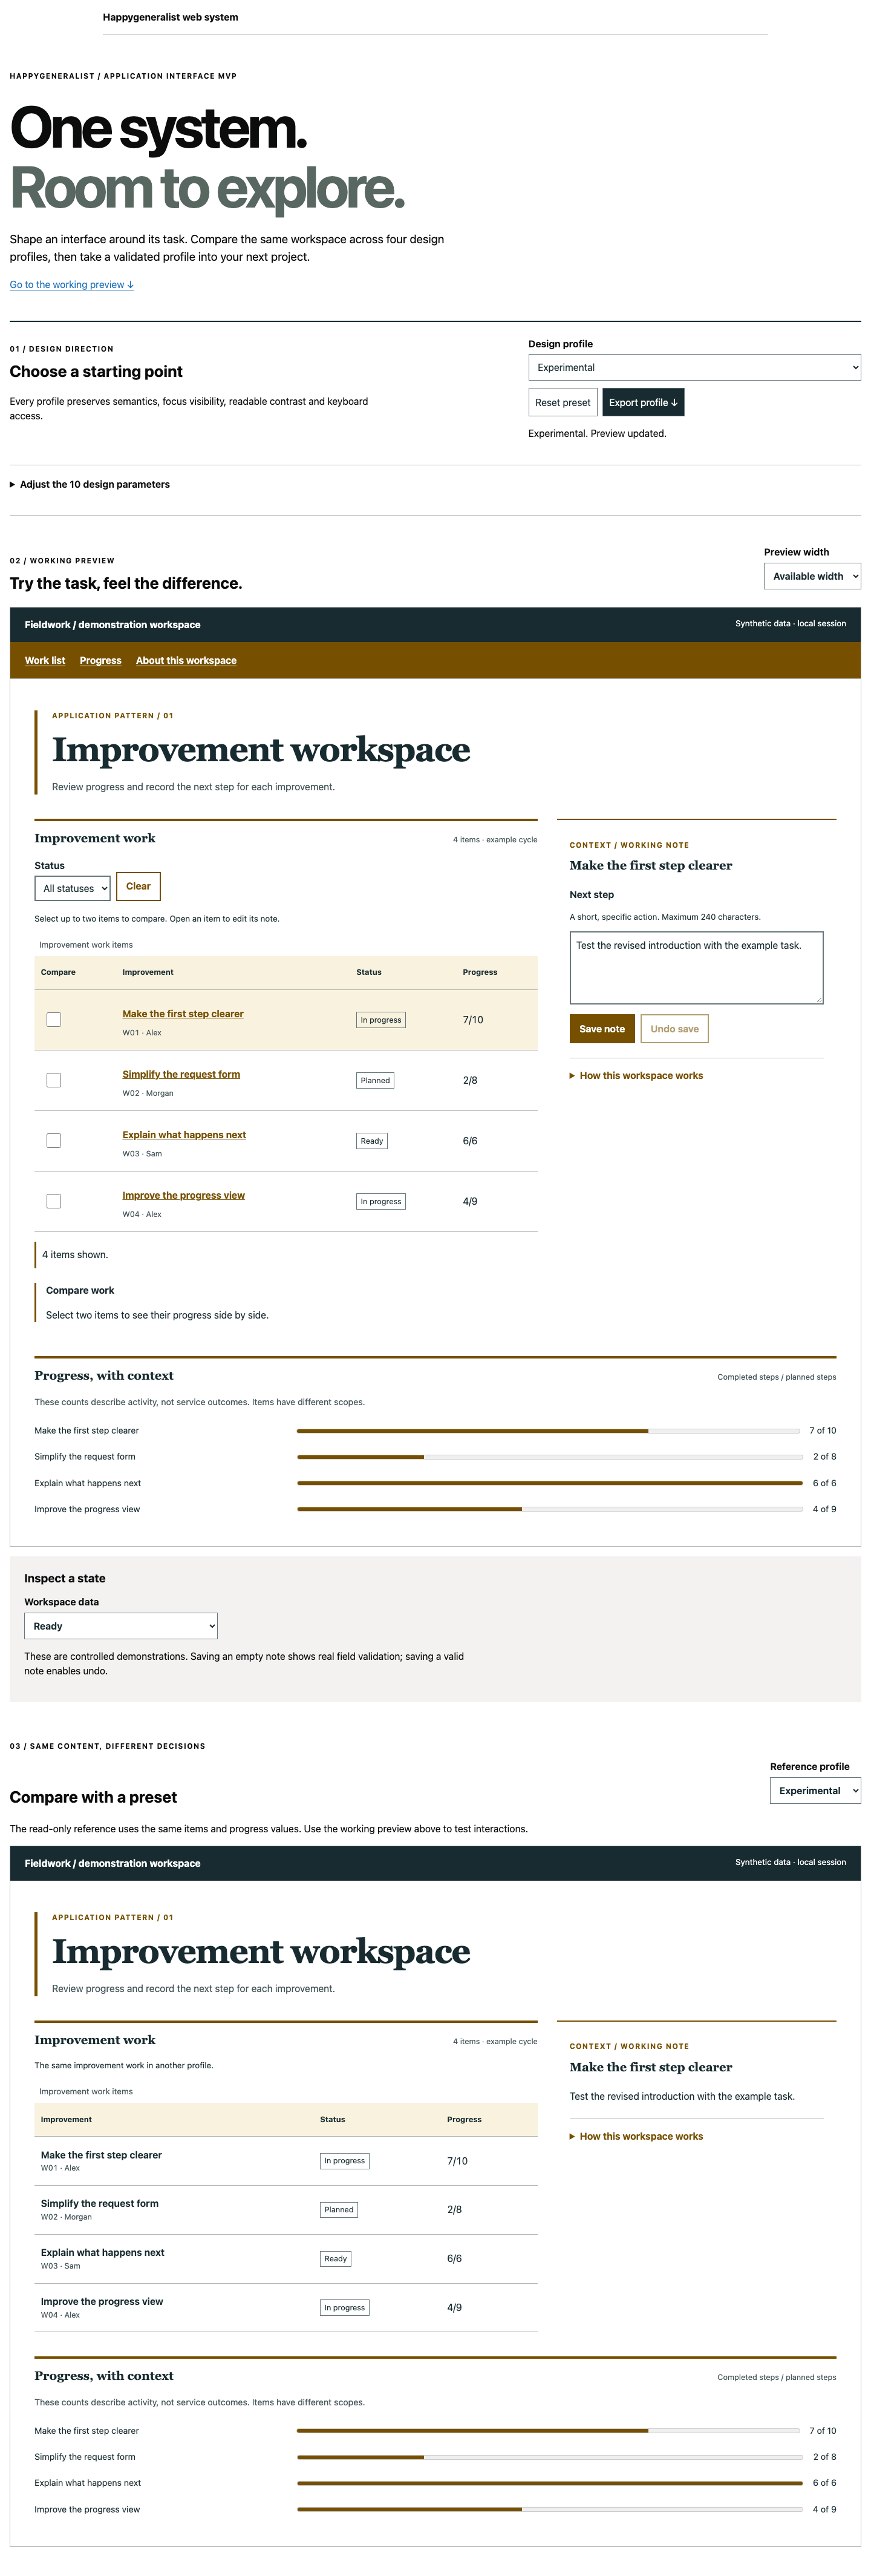 Happygeneralist web system
HAPPYGENERALIST / APPLICATION INTERFACE MVP
One system.
Room to explore.
Shape an interface around its task. Compare the same workspace across four design
profiles, then take a validated profile into your next project.
Go to the working preview ↓
01 / DESIGN DIRECTION
Choose a starting point
Every profile preserves semantics, focus visibility, readable contrast and keyboard
access.
Design profile
Experimental
Reset preset
Export profile ↓
Experimental. Preview updated.
Adjust the 10 design parameters
02 / WORKING PREVIEW
Try the task, feel the difference.
Preview width
Available width
Fieldwork / demonstration workspace
Synthetic data · local session
Work list
Progress
About this workspace
APPLICATION PATTERN / 01
Improvement workspace
Review progress and record the next step for each improvement.
Improvement work
4 items · example cycle
Status
All statuses
Clear
Select up to two items to compare. Open an item to edit its note.
Improvement work items
Compare Improvement Status Progress
Make the first step clearer In progress 7/10
W01 · Alex
Simplify the request form Planned 2/8
W02 · Morgan
Explain what happens next Ready 6/6
W03 · Sam
Improve the progress view In progress 4/9
W04 · Alex
4 items shown.
Compare work
Select two items to see their progress side by side.
CONTEXT / WORKING NOTE
Make the first step clearer
Next step
A short, specific action. Maximum 240 characters.
Test the revised introduction with the example task.
Save note
Undo save
How this workspace works
Progress, with context
Completed steps / planned steps
These counts describe activity, not service outcomes. Items have different scopes.
Make the first step clearer 7 of 10
Simplify the request form 2 of 8
Explain what happens next 6 of 6
Improve the progress view 4 of 9
Inspect a state
Workspace data
Ready
These are controlled demonstrations. Saving an empty note shows real field validation; saving a valid
note enables undo.
03 / SAME CONTENT, DIFFERENT DECISIONS
Compare with a preset
Reference profile
Experimental
The read-only reference uses the same items and progress values. Use the working preview above to test interactions.
Fieldwork / demonstration workspace
Synthetic data · local session
APPLICATION PATTERN / 01
Improvement workspace
Review progress and record the next step for each improvement.
Improvement work
4 items · example cycle
The same improvement work in another profile.
Improvement work items
Improvement Status Progress
Make the first step clearer In progress 7/10
W01 · Alex
Simplify the request form Planned 2/8
W02 · Morgan
Explain what happens next Ready 6/6
W03 · Sam
Improve the progress view In progress 4/9
W04 · Alex
CONTEXT / WORKING NOTE
Make the first step clearer
Test the revised introduction with the example task.
How this workspace works
Progress, with context
Completed steps / planned steps
These counts describe activity, not service outcomes. Items have different scopes.
Make the first step clearer 7 of 10
Simplify the request form 2 of 8
Explain what happens next 6 of 6
Improve the progress view 4 of 9